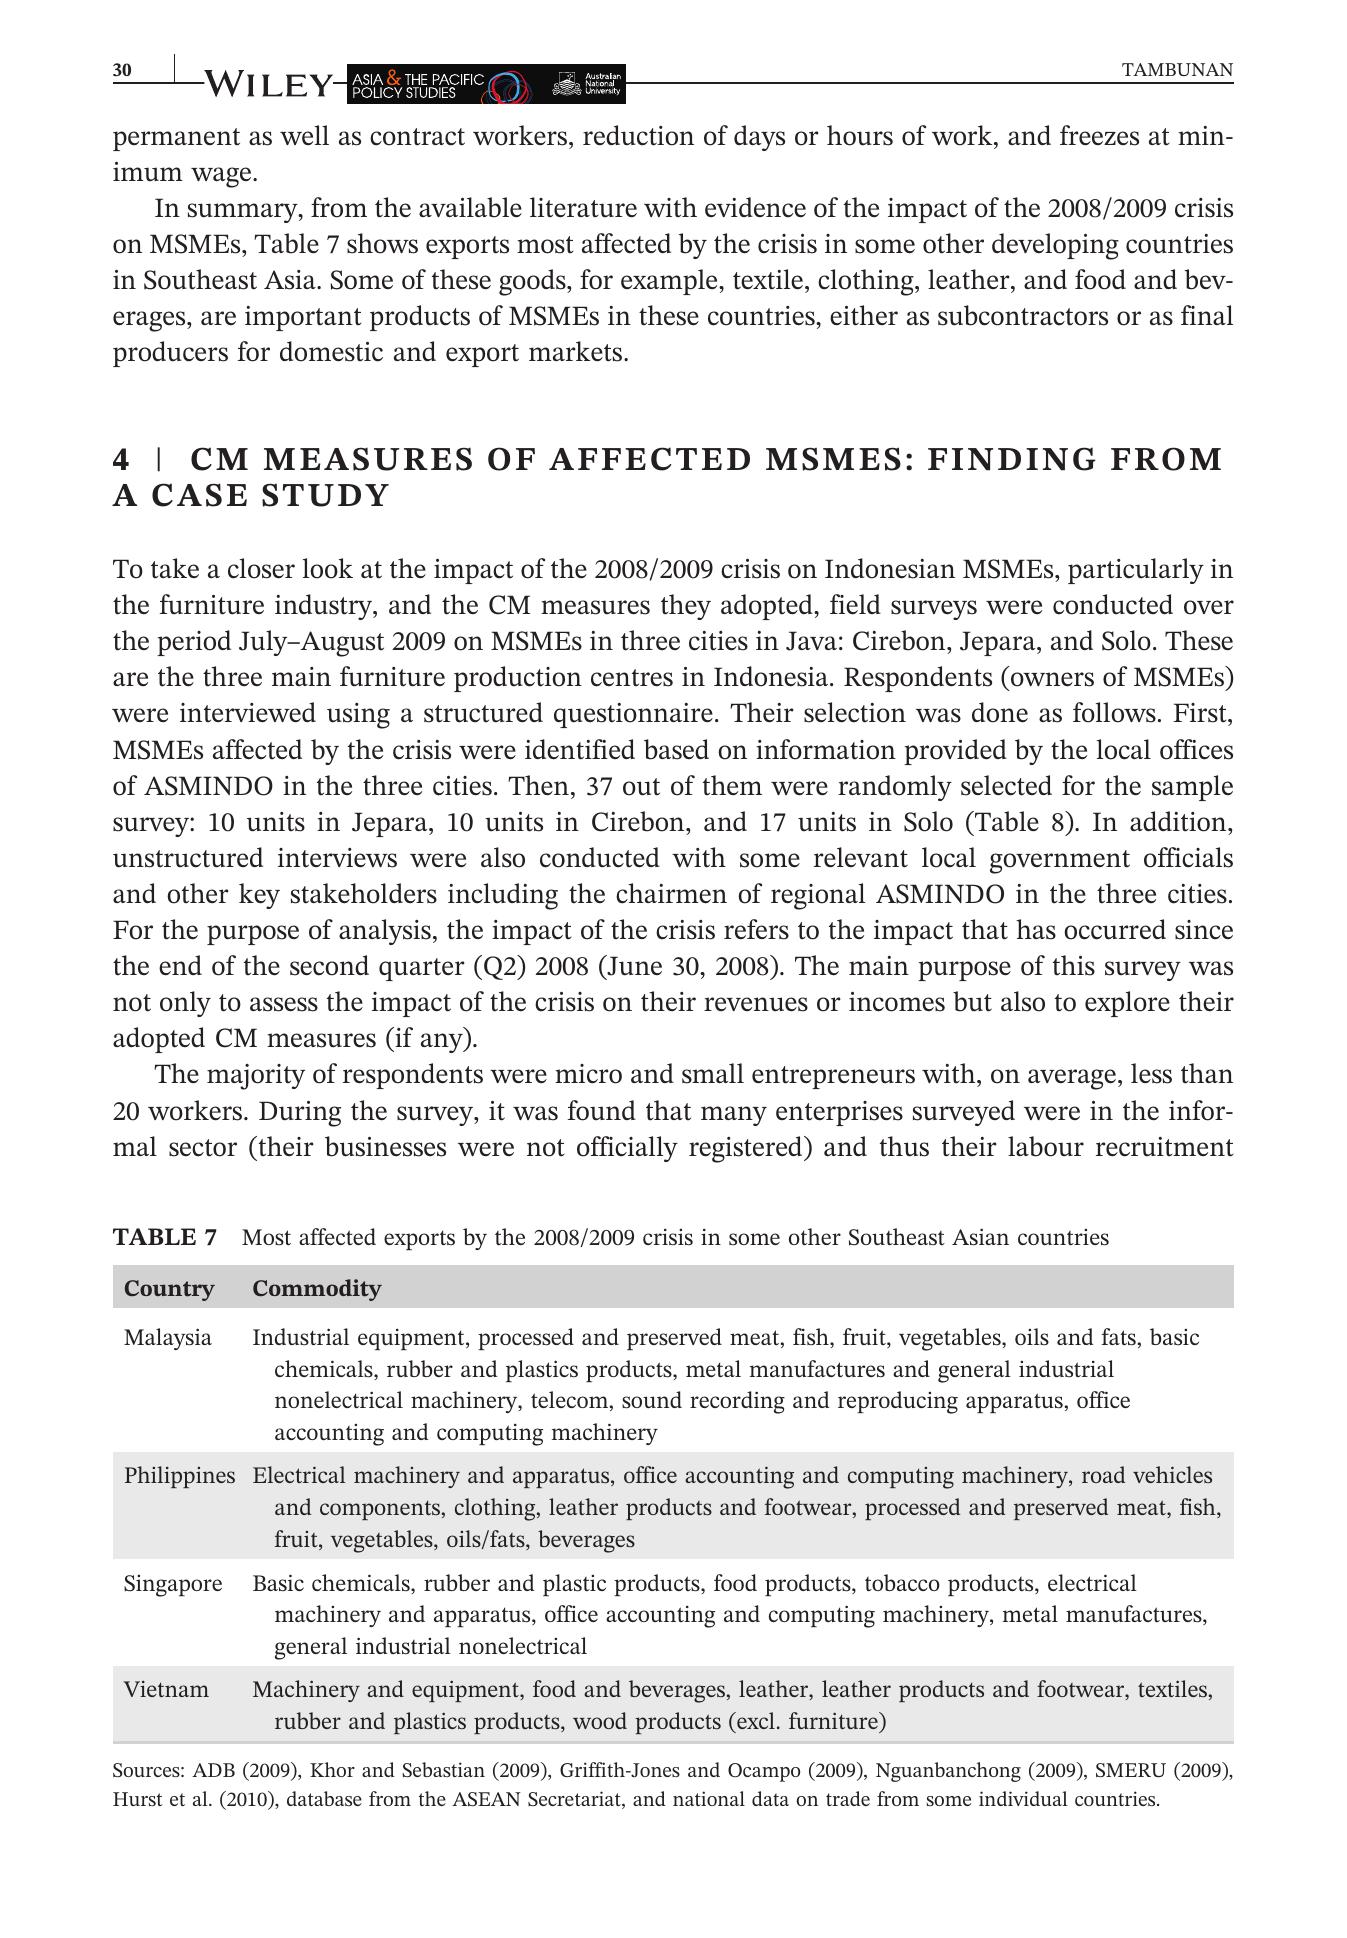 30
WILEY
ASIA & THE PACIFIC
POLICY STUDIES
Australian
National
University
TAMBUNAN
permanent as well as contract workers, reduction of days or hours of work, and freezes at min-
imum wage.
In summary, from the available literature with evidence of the impact of the 2008/2009 crisis
on MSMEs, Table 7 shows exports most affected by the crisis in some other developing countries
in Southeast Asia. Some of these goods, for example, textile, clothing, leather, and food and bev-
erages, are important products of MSMEs in these countries, either as subcontractors or as final
producers for domestic and export markets.
4 | CM MEASURES OF AFFECTED MSMES: FINDING FROM
A CASE STUDY
To take a closer look at the impact of the 2008/2009 crisis on Indonesian MSMEs, particularly in
the furniture industry, and the CM measures they adopted, field surveys were conducted over
the period July–August 2009 on MSMEs in three cities in Java: Cirebon, Jepara, and Solo. These
are the three main furniture production centres in Indonesia. Respondents (owners of MSMEs)
were interviewed using a structured questionnaire. Their selection was done as follows. First,
MSMEs affected by the crisis were identified based on information provided by the local offices
of ASMINDO in the three cities. Then, 37 out of them were randomly selected for the sample
survey: 10 units in Jepara, 10 units in Cirebon, and 17 units in Solo (Table 8). In addition,
unstructured interviews were also conducted with some relevant local government officials
and other key stakeholders including the chairmen of regional ASMINDO in the three cities.
For the purpose of analysis, the impact of the crisis refers to the impact that has occurred since
the end of the second quarter (Q2) 2008 (June 30, 2008). The main purpose of this survey was
not only to assess the impact of the crisis on their revenues or incomes but also to explore their
adopted CM measures (if any).
The majority of respondents were micro and small entrepreneurs with, on average, less than
20 workers. During the survey, it was found that many enterprises surveyed were in the infor-
mal sector (their businesses were not officially registered) and thus their labour recruitment
TABLE 7 Most affected exports by the 2008/2009 crisis in some other Southeast Asian countries
Country Commodity
Malaysia Industrial equipment, processed and preserved meat, fish, fruit, vegetables, oils and fats, basic
chemicals, rubber and plastics products, metal manufactures and general industrial
nonelectrical machinery, telecom, sound recording and reproducing apparatus, office
accounting and computing machinery
Philippines Electrical machinery and apparatus, office accounting and computing machinery, road vehicles
and components, clothing, leather products and footwear, processed and preserved meat, fish,
fruit, vegetables, oils/fats, beverages
Singapore Basic chemicals, rubber and plastic products, food products, tobacco products, electrical
machinery and apparatus, office accounting and computing machinery, metal manufactures,
general industrial nonelectrical
Vietnam Machinery and equipment, food and beverages, leather, leather products and footwear, textiles,
rubber and plastics products, wood products (excl. furniture)
Sources: ADB (2009), Khor and Sebastian (2009), Griffith-Jones and Ocampo (2009), Nguanbanchong (2009), SMERU (2009),
Hurst et al. (2010), database from the ASEAN Secretariat, and national data on trade from some individual countries.